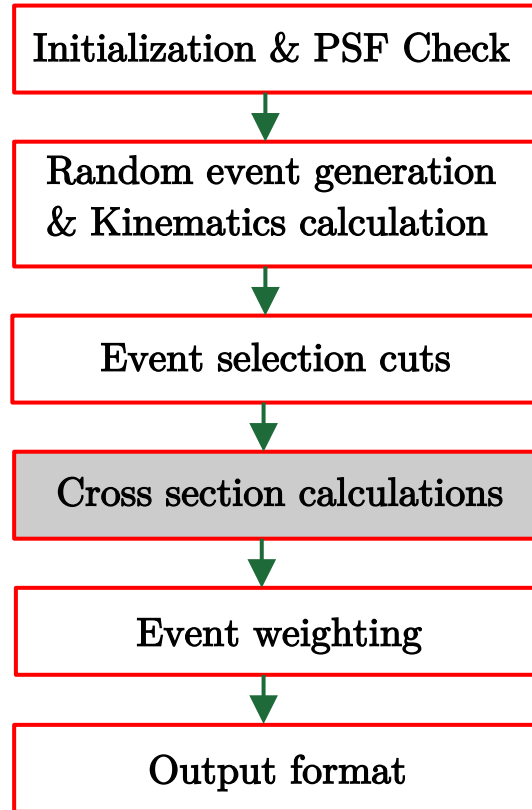 Initialization & PSF Check
Random event generation
& Kinematics calculation
Event selection cuts
Cross section calculations
Event weighting
Output format